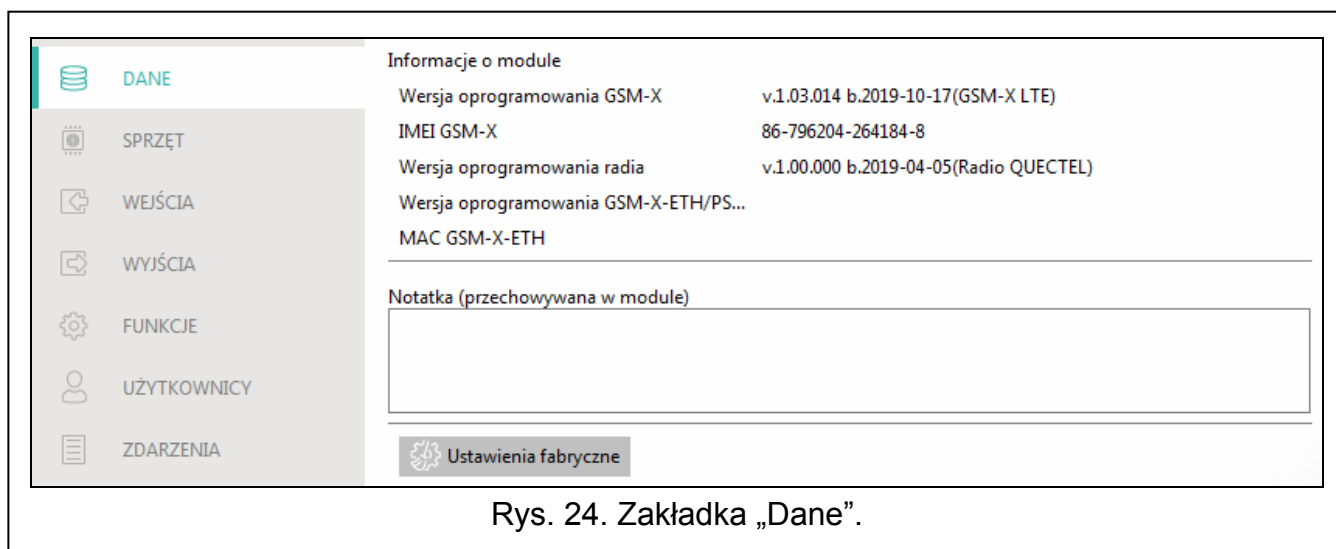 DANE
SPRZĘT
WEJŚCIA
WYJŚCIA
FUNKCJE
UŻYTKOWNICY
ZDARZENIA
Informacje o module
Wersja oprogramowania GSM-X v.1.03.014 b.2019-10-17(GSM-X LTE)
IMEI GSM-X 86-796204-264184-8
Wersja oprogramowania radia v.1.00.000 b.2019-04-05(Radio QUECTEL)
Wersja oprogramowania GSM-X-ETH/PS...
MAC GSM-X-ETH
Notatka (przechowywana w module)
Ustawienia fabryczne
Rys. 24. Zakładka „Dane”.